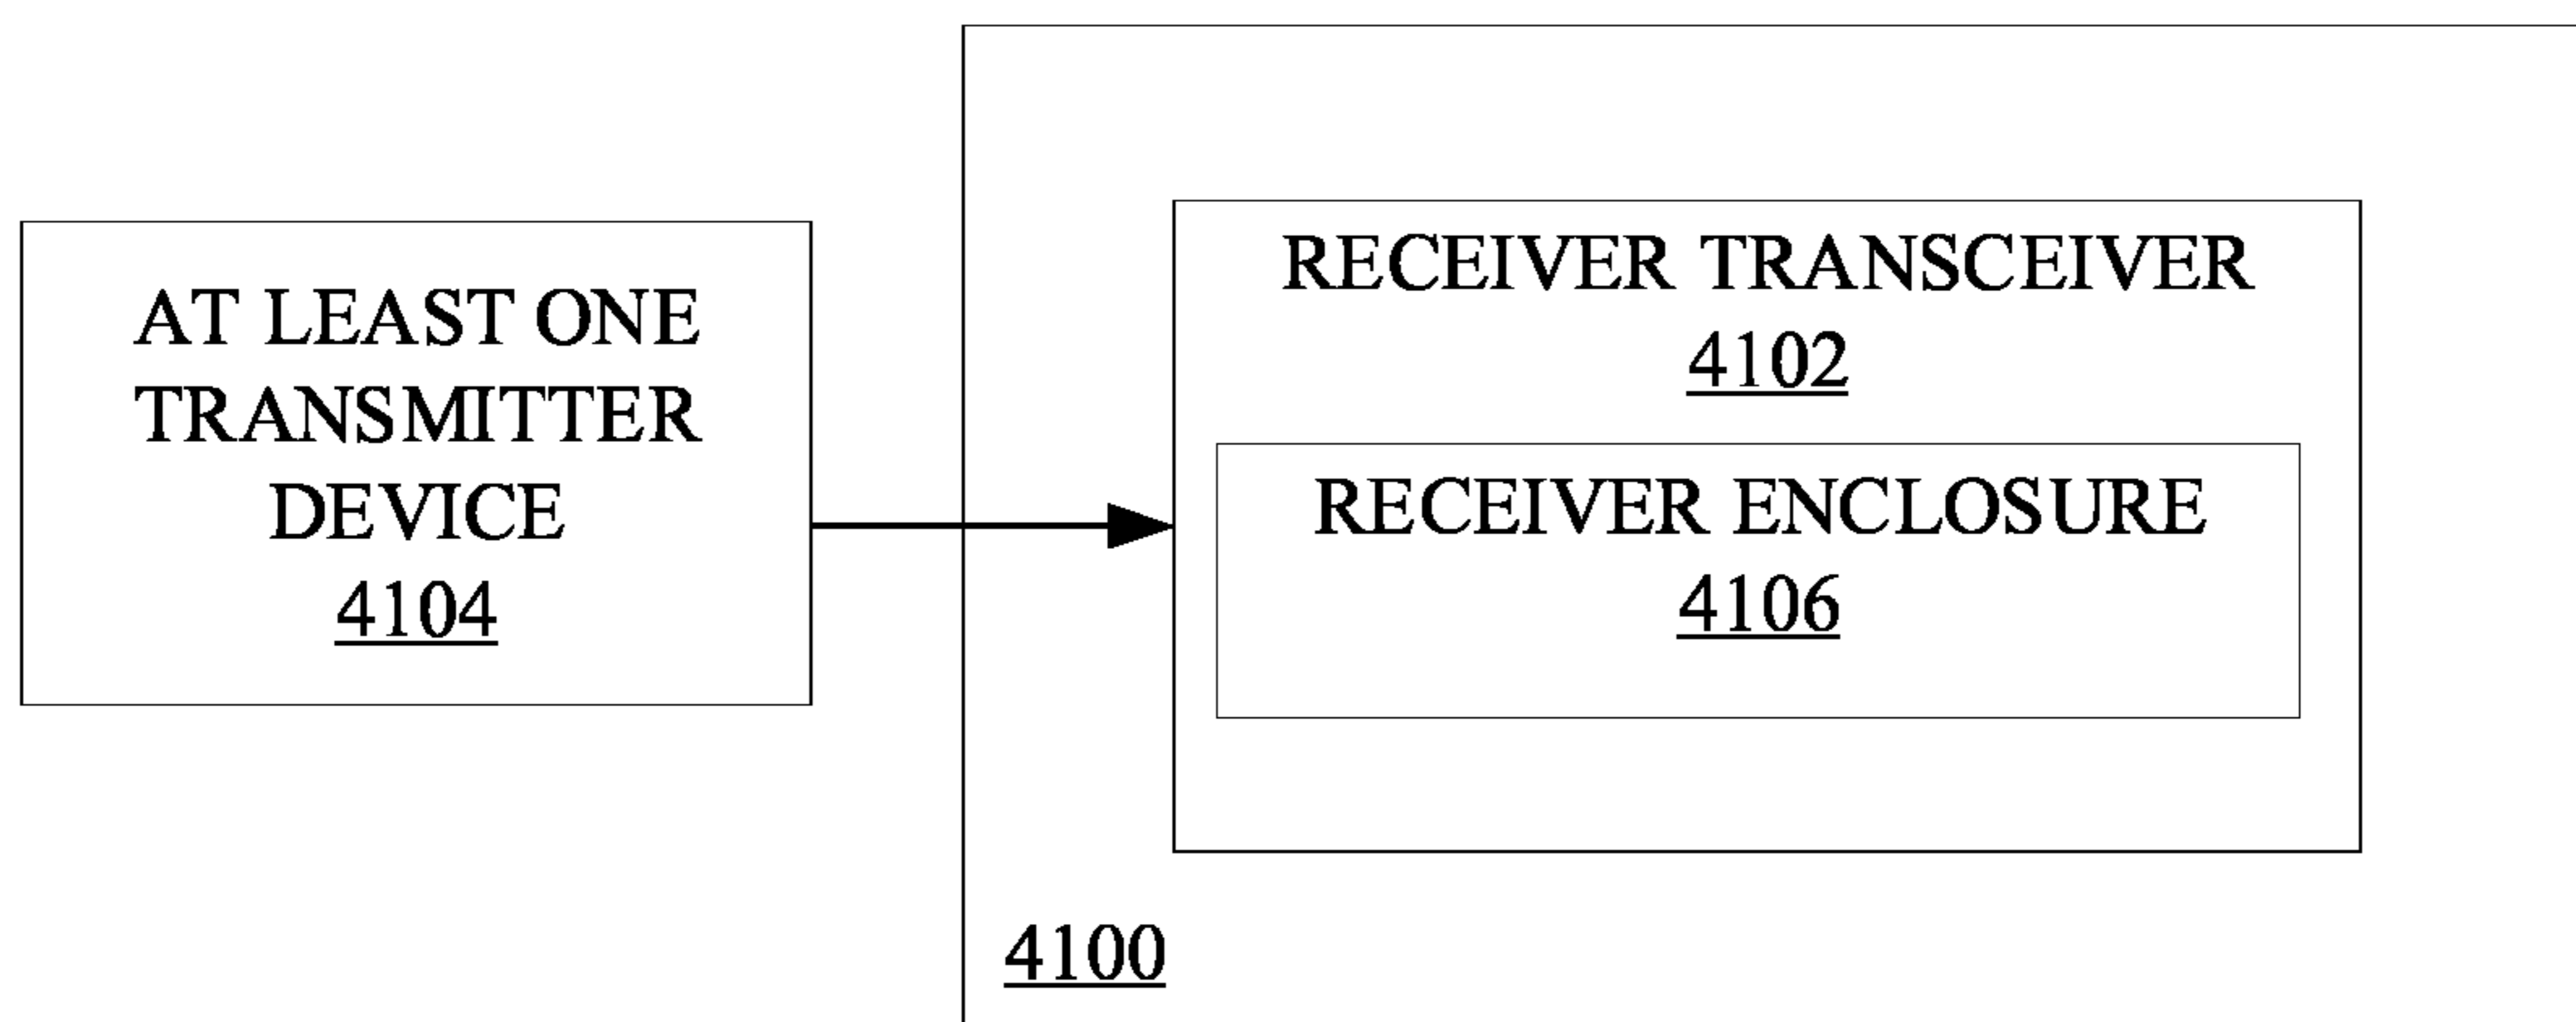 AT LEAST ONE
TRANSMITTER
DEVICE
4104
RECEIVER TRANSCEIVER
4102
RECEIVER ENCLOSURE
4106
4100